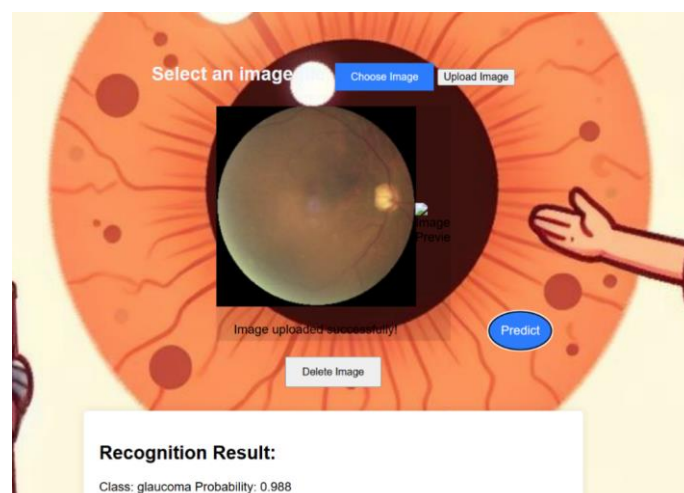 Select an image
Choose Image
Upload Image
Image
Previe
Image uploaded successfully!
Predict
Delete Image
Recognition Result:
Class: glaucoma Probability: 0.988